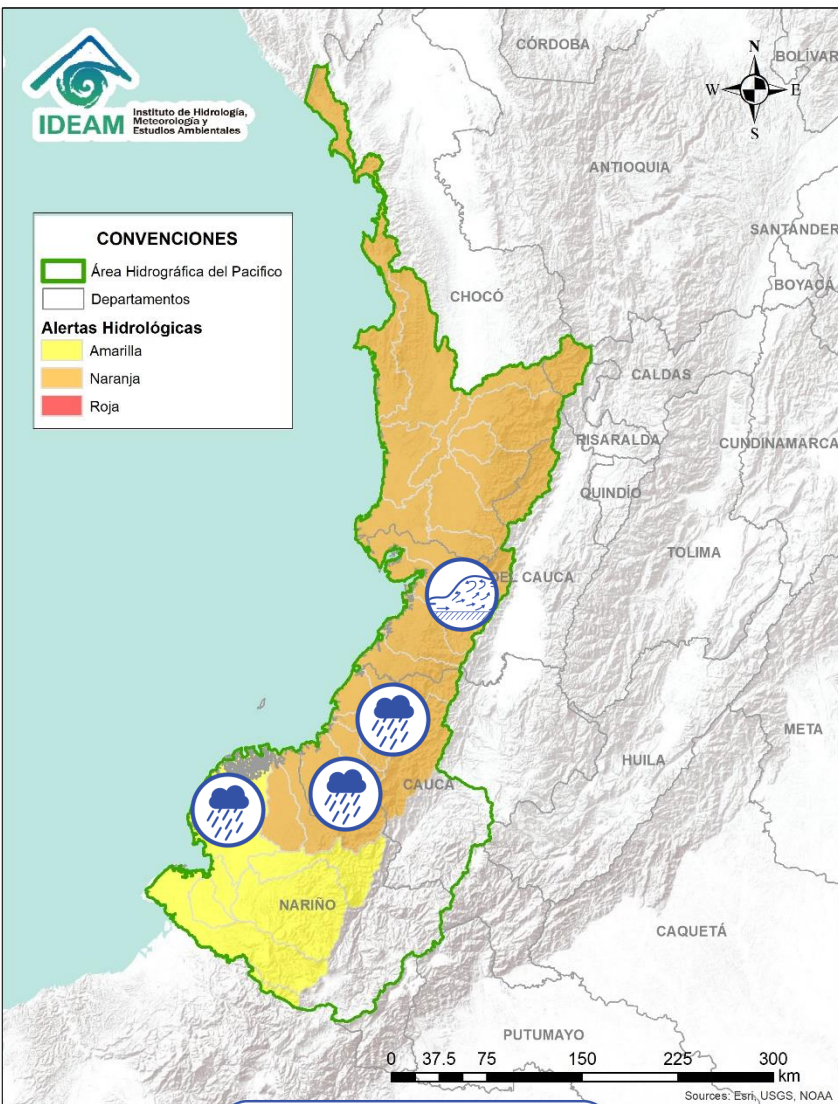 IDEAM
Instituto de Hidrología,
Meteorología y
Estudios Ambientales
CÓRDOBA
BOLÍVAR
N
W
E
S
ANTIOQUIA
SANTANDER
BOYACÁ
CONVENCIONES
Área Hidrográfica del Pacifico
Departamentos
Alertas Hidrológicas
Amarilla
Naranja
Roja
CHOCÓ
CALDAS
RISARALDA
CUNDINAMARCA
QUINDÍO
TOLIMA
DEL CAUCA
META
HUILA
CAUCA
NARIÑO
CAQUETÁ
PUTUMAYO
0 37.5 75 150 225 300
km
Sources: Esri, USGS, NOAA